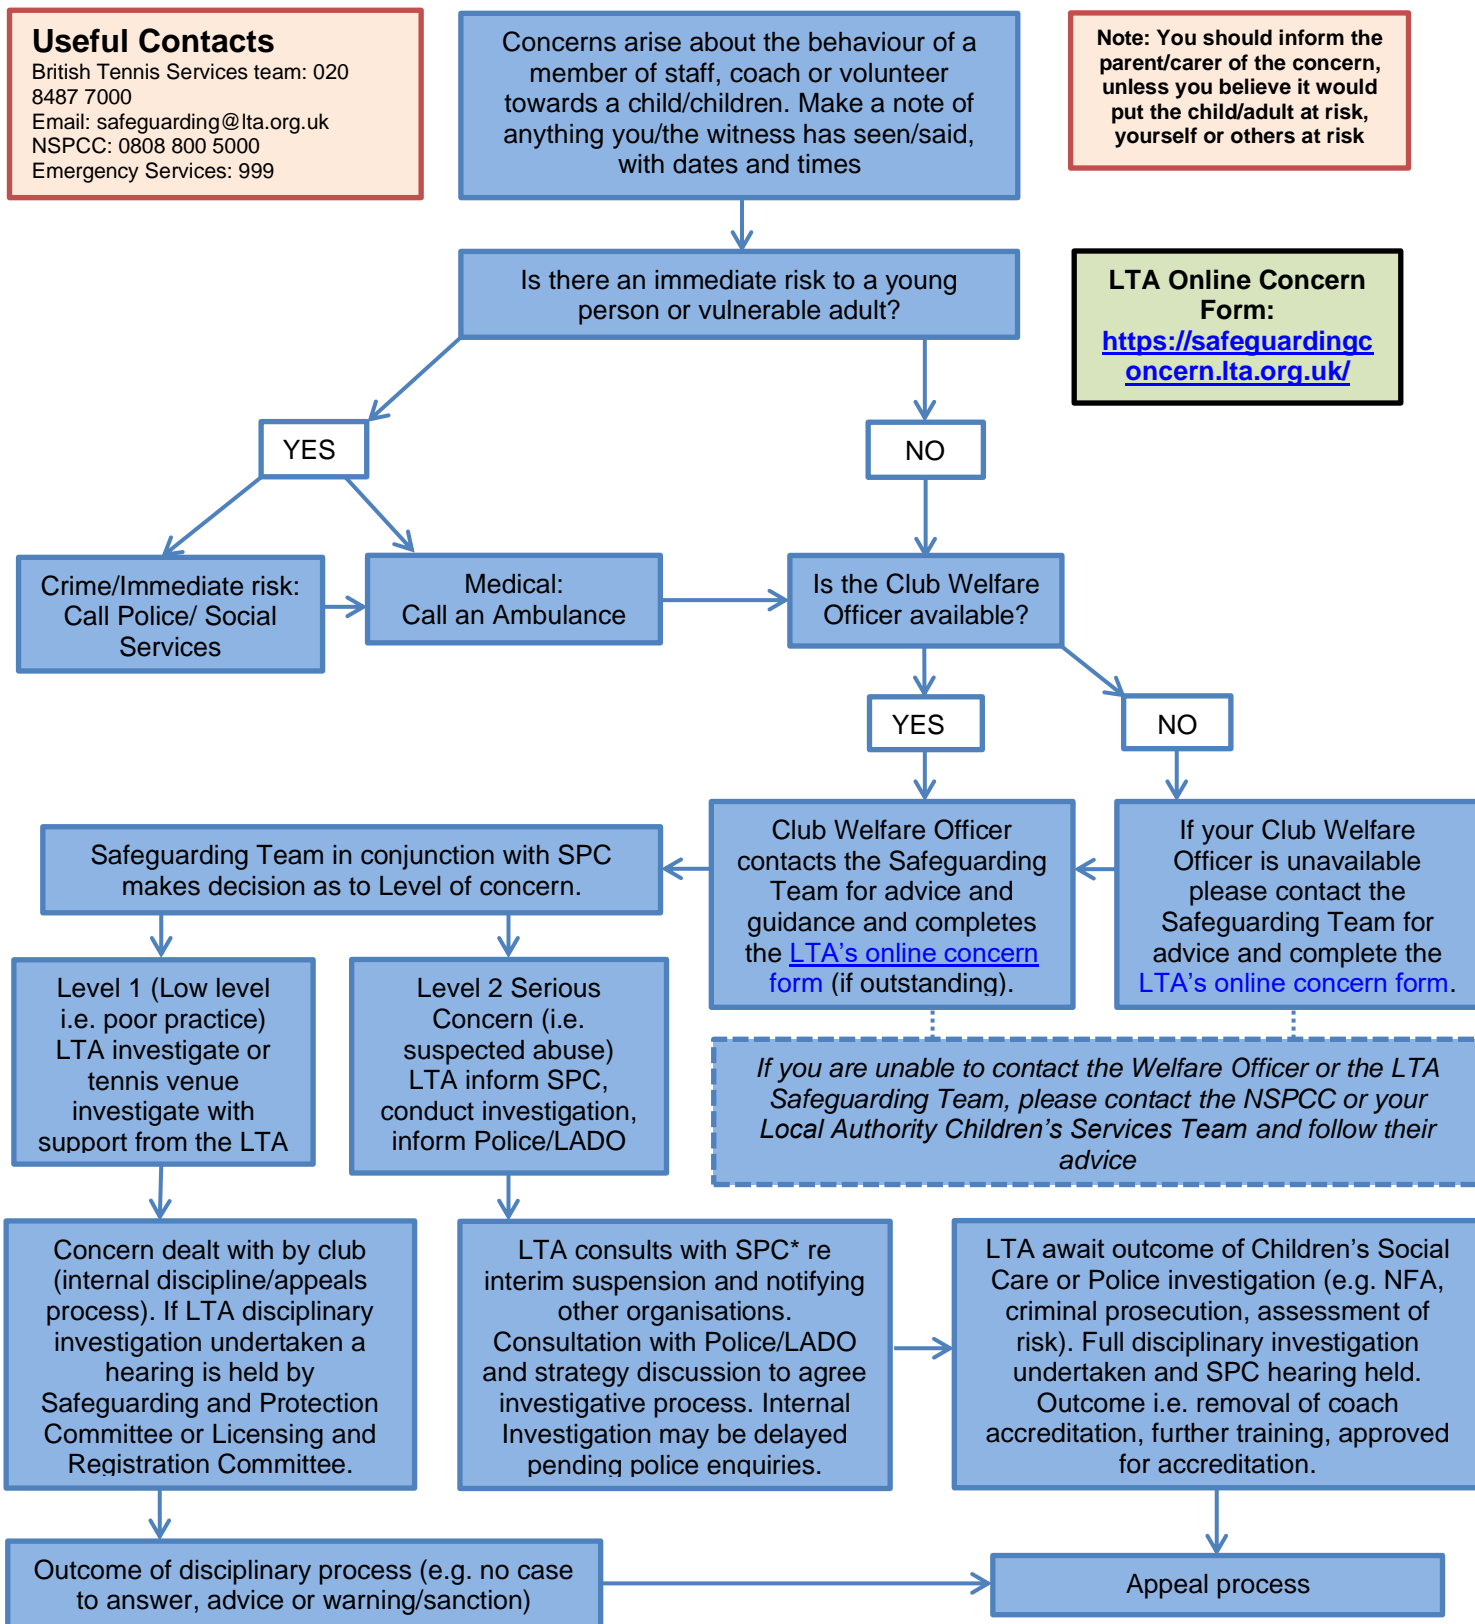 Useful Contacts
British Tennis Services team: 020
8487 7000
Email: safeguarding@lta.org.uk
NSPCC: 0808 800 5000
Emergency Services: 999
Concerns arise about the behaviour of a
member of staff, coach or volunteer
towards a child/children. Make a note of
anything you/the witness has seen/said,
with dates and times
Note: You should inform the
parent/carer of the concern,
unless you believe it would
put the child/adult at risk,
yourself or others at risk
Is there an immediate risk to a young
person or vulnerable adult?
LTA Online Concern
Form:
https://safeguardingc
oncern.lta.org.uk/
YES
NO
Crime/Immediate risk:
Call Police/ Social
Services
Medical:
Call an Ambulance
Is the Club Welfare
Officer available?
YES
NO
Safeguarding Team in conjunction with SPC
makes decision as to Level of concern.
Club Welfare Officer
contacts the Safeguarding
Team for advice and
guidance and completes
the LTA's online concern
form (if outstanding).
If your Club Welfare
Officer is unavailable
please contact the
Safeguarding Team for
advice and complete the
LTA's online concern form.
Level 1 (Low level
i.e. poor practice)
LTA investigate or
tennis venue
investigate with
support from the LTA
Level 2 Serious
Concern (i.e.
suspected abuse)
LTA inform SPC,
conduct investigation,
inform Police/LADO
If you are unable to contact the Welfare Officer or the LTA
Safeguarding Team, please contact the NSPCC or your
Local Authority Children's Services Team and follow their
advice
Concern dealt with by club
(internal discipline/appeals
process). If LTA disciplinary
investigation undertaken a
hearing is held by
Safeguarding and Protection
Committee or Licensing and
Registration Committee.
LTA consults with SPC* re
interim suspension and notifying
other organisations.
Consultation with Police/LADO
and strategy discussion to agree
investigative process. Internal
Investigation may be delayed
pending police enquiries.
LTA await outcome of Children's Social
Care or Police investigation (e.g. NFA,
criminal prosecution, assessment of
risk). Full disciplinary investigation
undertaken and SPC hearing held.
Outcome i.e. removal of coach
accreditation, further training, approved
for accreditation.
Outcome of disciplinary process (e.g. no case
to answer, advice or warning/sanction)
Appeal process